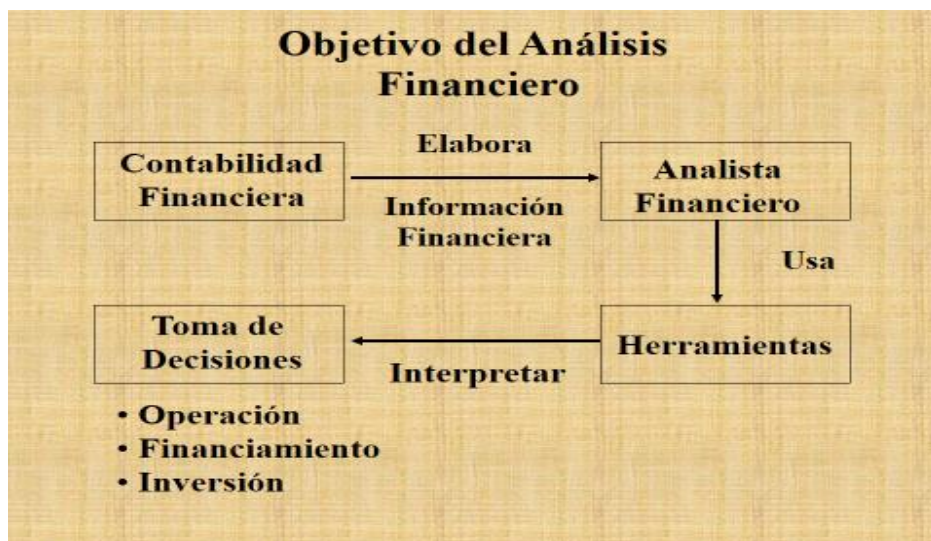 Objetivo del Análisis
Financiero
Contabilidad
Financiera
Elabora
Información
Financiera
Analista
Financiero
Usa
Herramientas
Interpretar
Toma de
Decisiones
• Operación
• Financiamiento
• Inversión